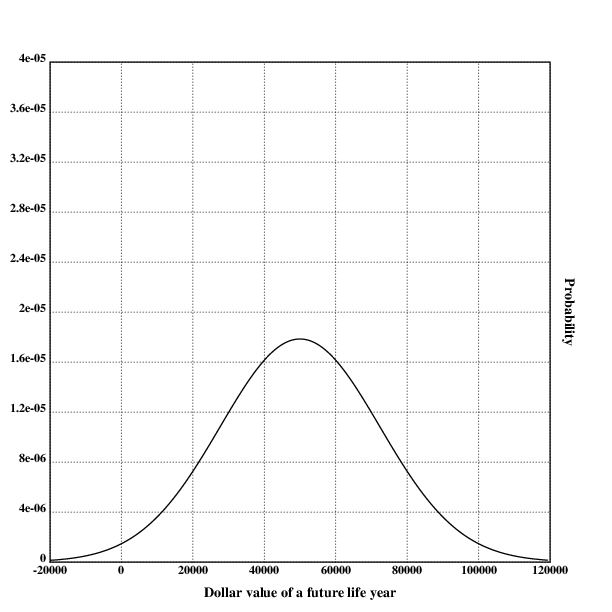 4e-05
3.6e-05
3.2e-05
2.8e-05
2.4e-05
2e-05
1.6e-05
1.2e-05
8e-06
4e-06
0
-20000 0 20000 40000 60000 80000 100000 120000
Dollar value of a future life year
Probability